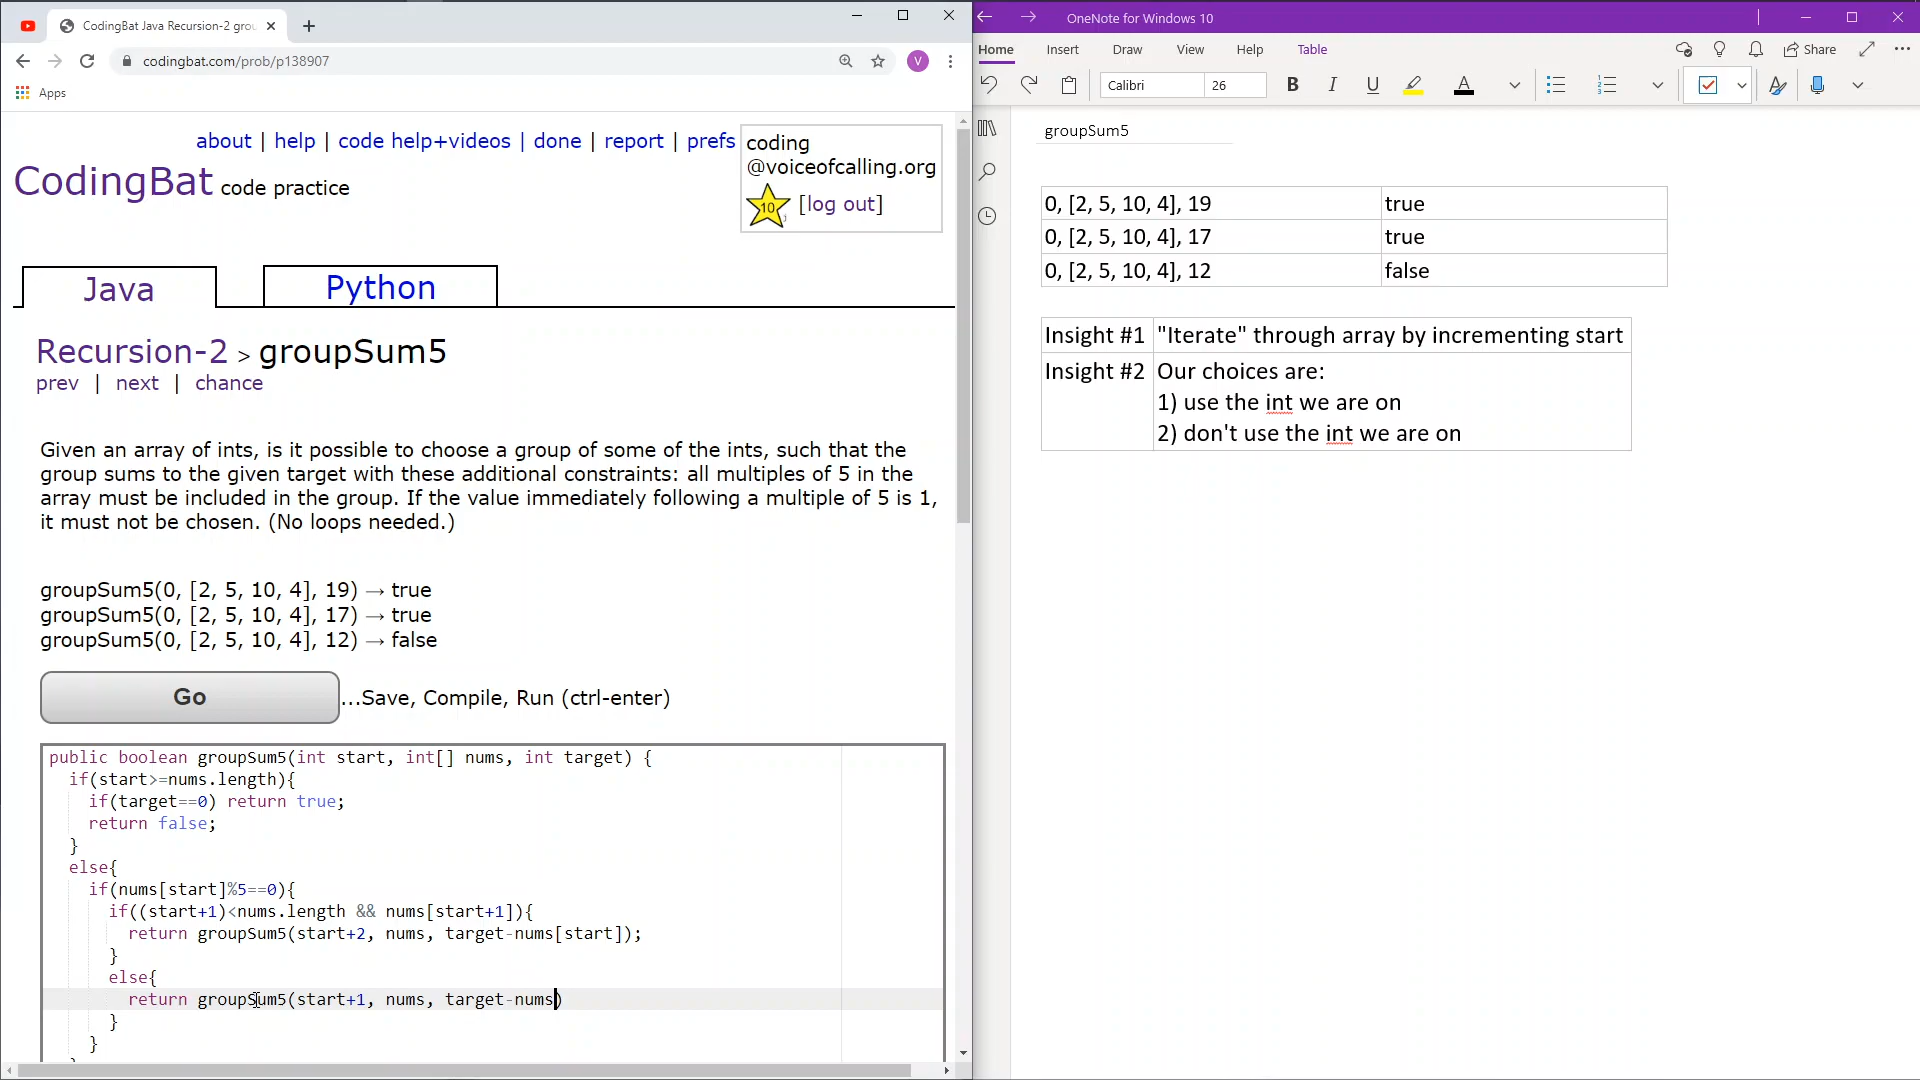 CodingBat Java Recursion-2 grou
codingbat.com/prob/p138907
V
Apps
about | help | code help+videos | done | report | prefs
coding
@voiceofcalling.org
10
[log out]
CodingBat code practice
Java
Python
Recursion-2 > groupSum5
prev | next | chance
Given an array of ints, is it possible to choose a group of some of the ints, such that the
group sums to the given target with these additional constraints: all multiples of 5 in the
array must be included in the group. If the value immediately following a multiple of 5 is 1,
it must not be chosen. (No loops needed.)
groupSum5(0, [2, 5, 10, 4], 19) → true
groupSum5(0, [2, 5, 10, 4], 17) → true
groupSum5(0, [2, 5, 10, 4], 12) → false
Go
...Save, Compile, Run (ctrl-enter)
public boolean groupSum5(int start, int[] nums, int target) {
if(start>=nums.length){
if(target==0) return true;
return false;
}
else{
if(nums[start]%5==0){
if((start+1)<nums.length && nums[start+1]){
return groupSum5(start+2, nums, target-nums[start]);
}
else{
return groupSum5(start+1, nums, target-nums)
}
}
OneNote for Windows 10
Home Insert Draw View Help Table
Share
Calibri 26 B I U A
groupSum5
0, [2, 5, 10, 4], 19 true
0, [2, 5, 10, 4], 17 true
0, [2, 5, 10, 4], 12 false
Insight #1 "Iterate" through array by incrementing start
Insight #2 Our choices are:
1) use the int we are on
2) don't use the int we are on